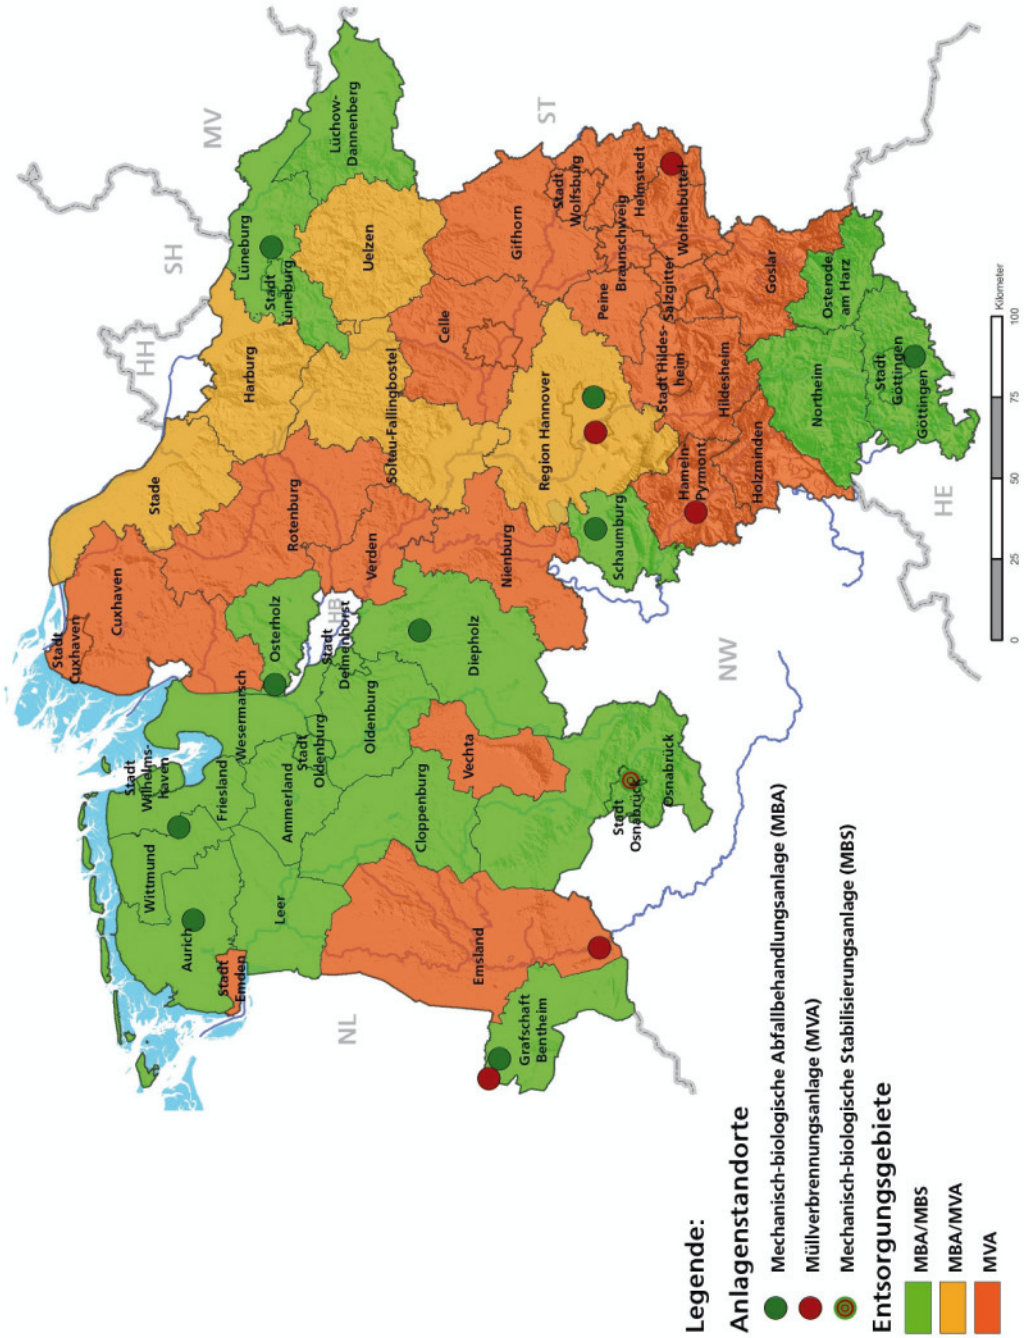 MV
SH
HH
ST
HB
NL
NW
HE
Lüchow-
Dannenberg
Lüneburg
Stadt
Lüneburg
Uelzen
Harburg
Stade
Soltau-Fallingbostel
Celle
Gifhorn
Stadt
Wolfsburg
Helmstedt
Braunschweig
Wolfenbüttel
Peine
Salzgitter
Goslar
Region Hannover
Stadt Hildes-
heim
Hildesheim
Hameln-
Pyrmont
Holzminden
Northeim
Osterode
am Harz
Stadt
Göttingen
Göttingen
Schaumburg
Nienburg
Verden
Rotenburg
Cuxhaven
Stadt
Cuxhaven
Osterholz
Stadt
Delmenhorst
Diepholz
Wesermarsch
Oldenburg
Stadt
Oldenburg
Ammerland
Friesland
Stadt
Wilhelms-
haven
Wittmund
Aurich
Stadt
Emden
Leer
Cloppenburg
Vechta
Emsland
Grafschaft
Bentheim
Stadt
Osnabrück
Osnabrück
0
25
50
75
100
Kilometer
Legende:
Anlagenstandorte
Mechanisch-biologische Abfallbehandlungsanlage (MBA)
Müllverbrennungsanlage (MVA)
Mechanisch-biologische Stabilisierungsanlage (MBS)
Entsorgungsgebiete
MBA/MBS
MBA/MVA
MVA